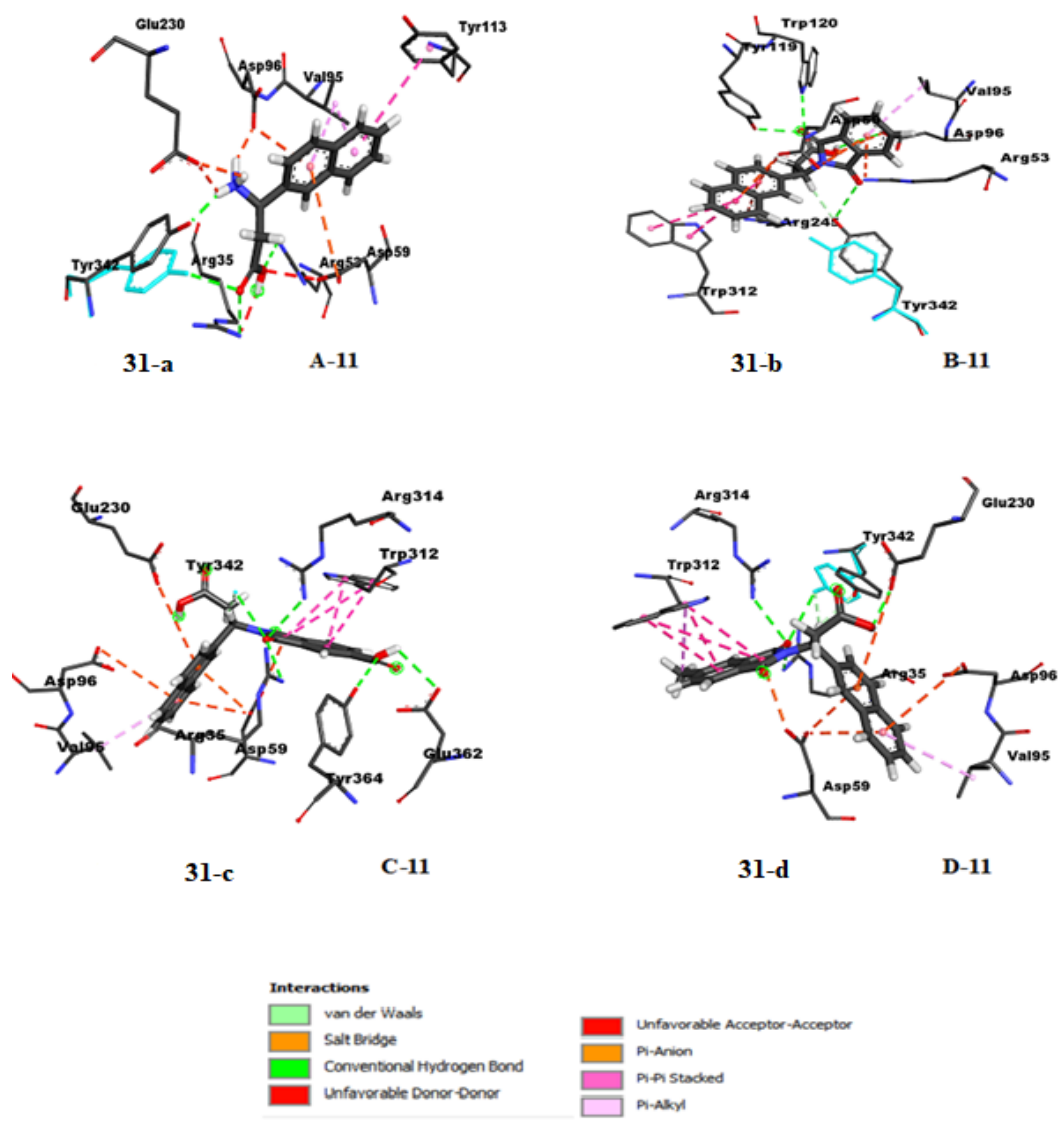 Glu230
Tyr113
Asp96
Val95
Tyr342
Arg35
Arg53
Asp59
31-a
A-11
Trp120
Tyr119
Val95
Asp96
Arg53
Arg245
Trp312
Tyr342
31-b
B-11
Glu230
Arg314
Tyr342
Trp312
Asp96
Val95
Arg35
Asp59
Tyr364
Glu362
31-c
C-11
Arg314
Glu230
Tyr342
Trp312
Arg35
Asp96
Val95
Asp59
31-d
D-11
Interactions
van der Waals
Salt Bridge
Conventional Hydrogen Bond
Unfavorable Donor-Donor
Unfavorable Acceptor-Acceptor
Pi-Anion
Pi-Pi Stacked
Pi-Alkyl